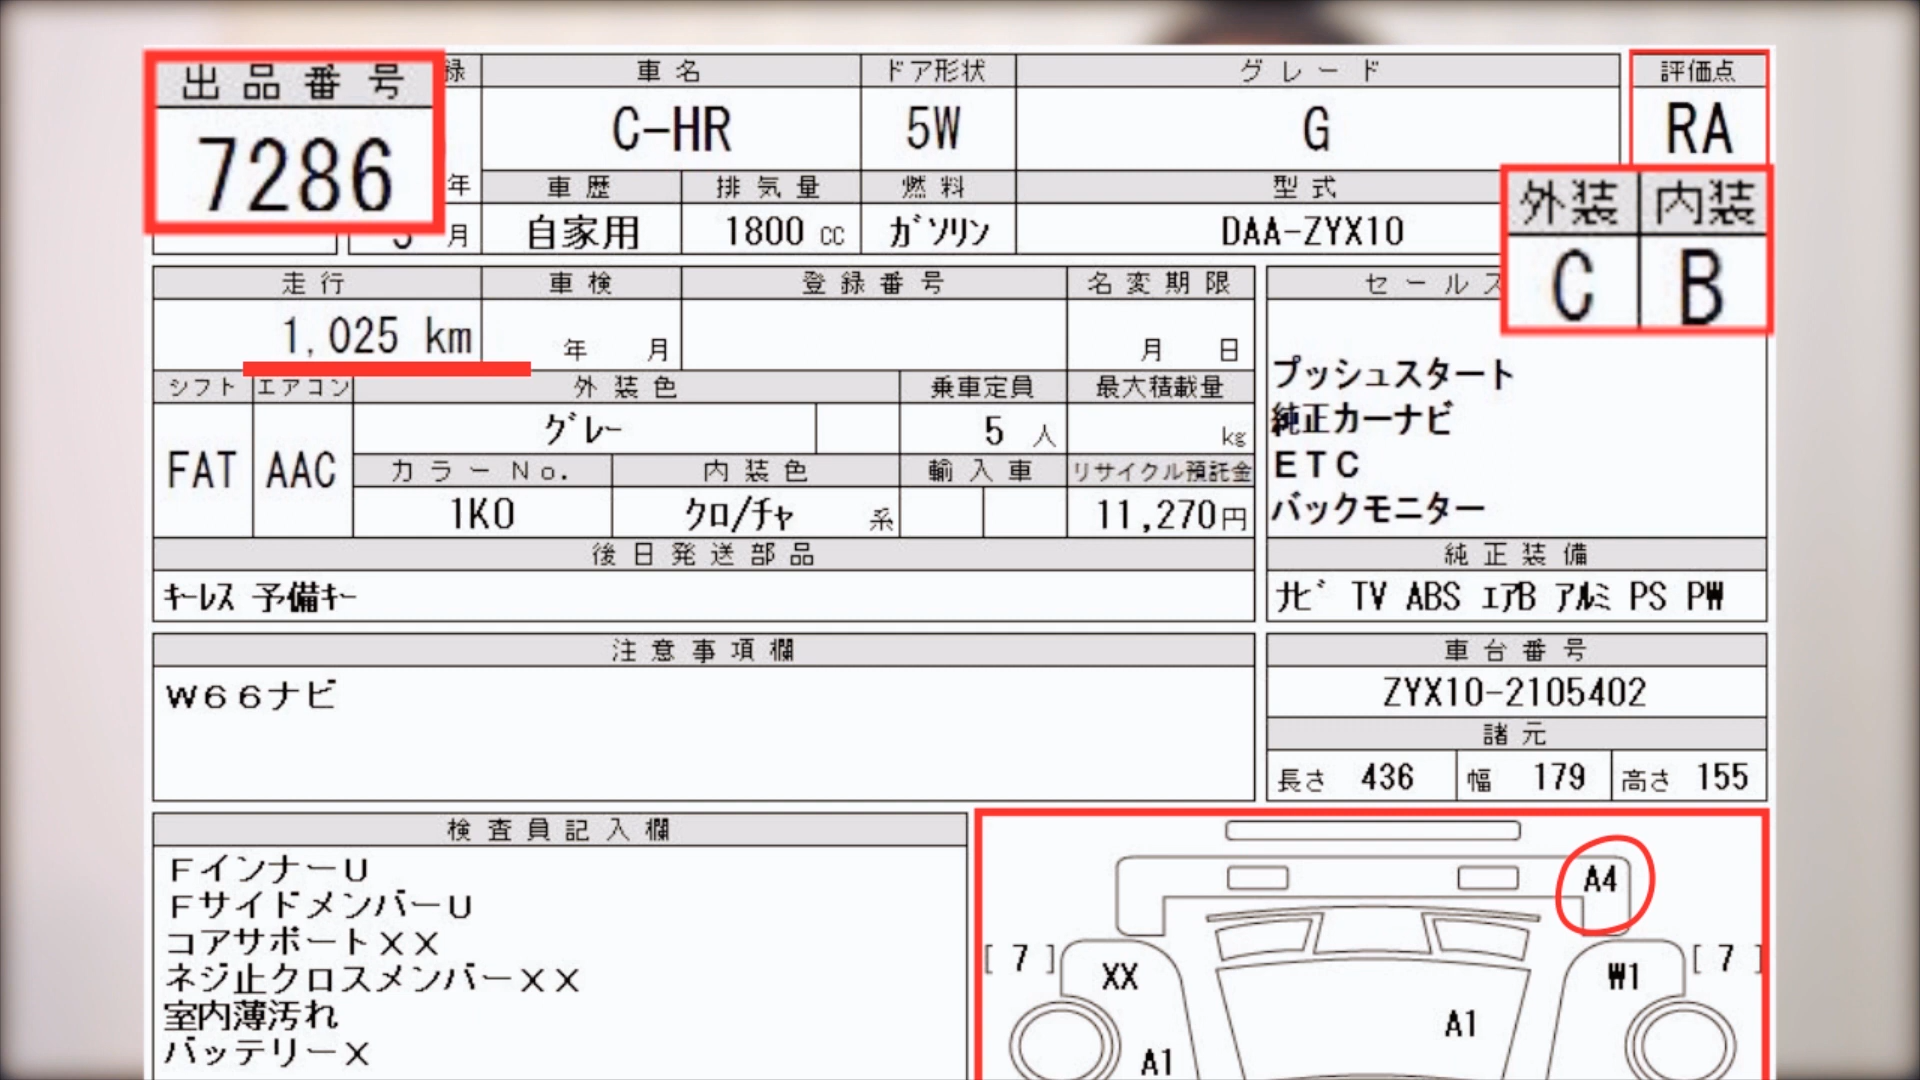 出品番号
7286
録
年
月
車名
C-HR
ドア形状
5W
グレード
G
評価点
RA
車歴
自家用
排気量
1800 cc
燃料
ガソリン
型式
DAA-ZYX10
外装 内装
C B
走行
1,025 km
車検
年 月
登録番号
名変期限
月 日
セールス
プッシュスタート
純正カーナビ
ETC
バックモニター
シフト
FAT
エアコン
AAC
外装色
グレー
乗車定員
5 人
最大積載量
kg
カラーNo.
1K0
内装色
クロ/チャ 系
輸入車
リサイクル預託金
11,270円
後日発送部品
キーレス 予備キー
純正装備
ナビ TV ABS エアB アルミ PS PW
注意事項欄
W66ナビ
車台番号
ZYX10-2105402
諸元
長さ 436 幅 179 高さ 155
検査員記入欄
FインナーU
FサイドメンバーU
コアサポートXX
ネジ止クロスメンバーXX
室内薄汚れ
バッテリーX
A4
[ 7 ]
XX
W1
[ 7 ]
A1
A1